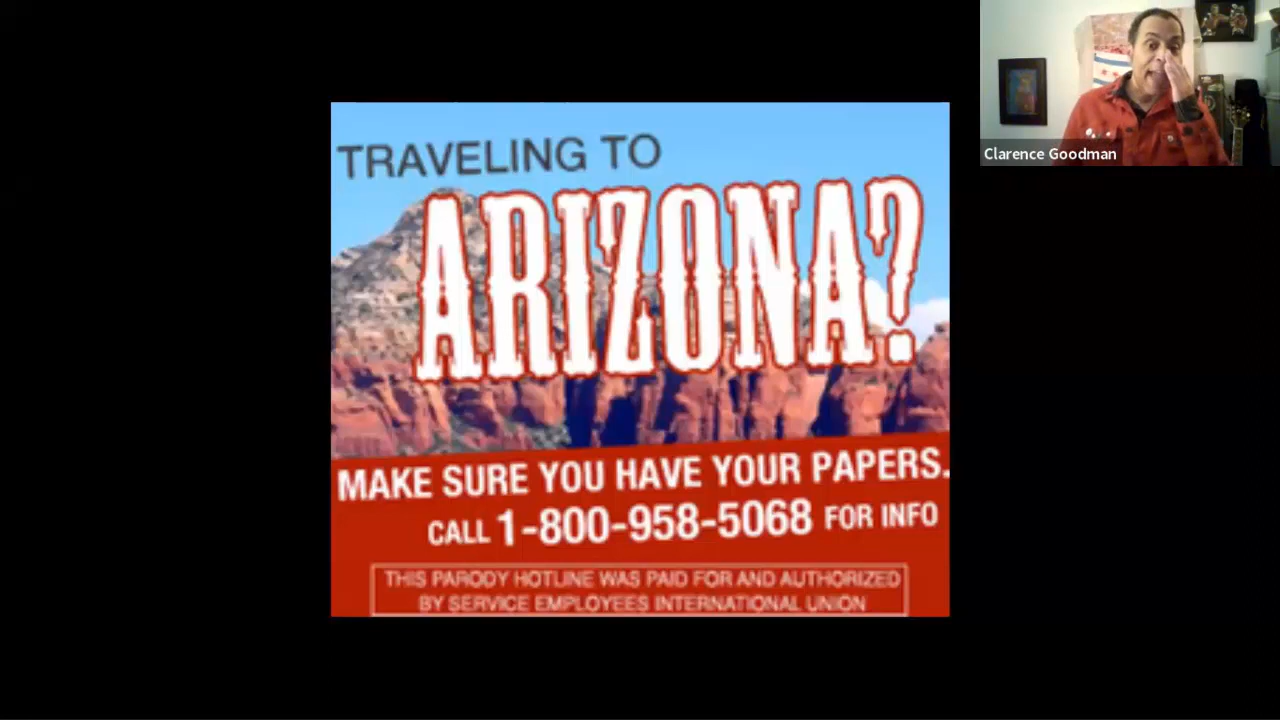 TRAVELING TO
ARIZONA?
MAKE SURE YOU HAVE YOUR PAPERS.
CALL 1-800-958-5068 FOR INFO
THIS PARODY HOTLINE WAS PAID FOR AND AUTHORIZED
BY SERVICE EMPLOYEES INTERNATIONAL UNION
Clarence Goodman